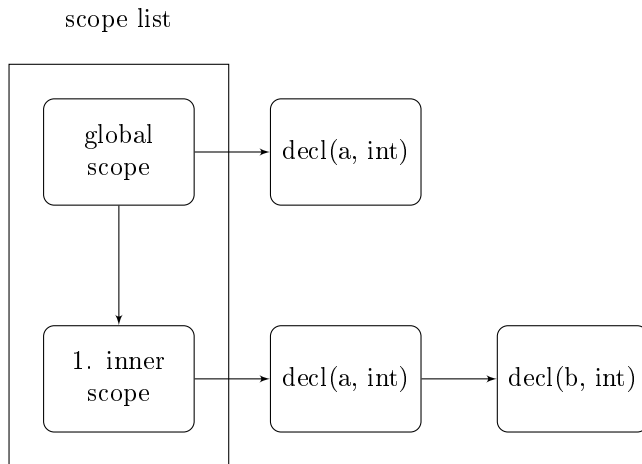 scope list
global
scope
decl(a, int)
1. inner
scope
decl(a, int)
decl(b, int)